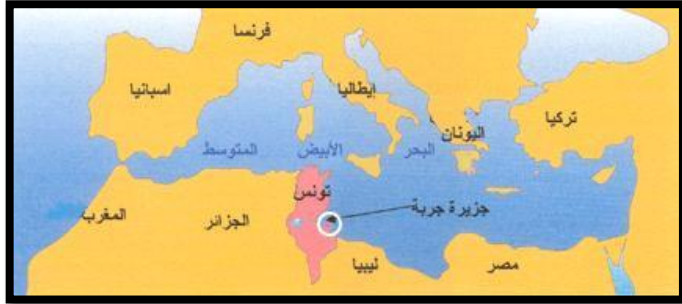 فرنسا
اسبانيا
إيطاليا
تركيا
اليونان
البحر
الأبيض
المتوسط
تونس
جزيرة جربة
المغرب
الجزائر
ليبيا
مصر